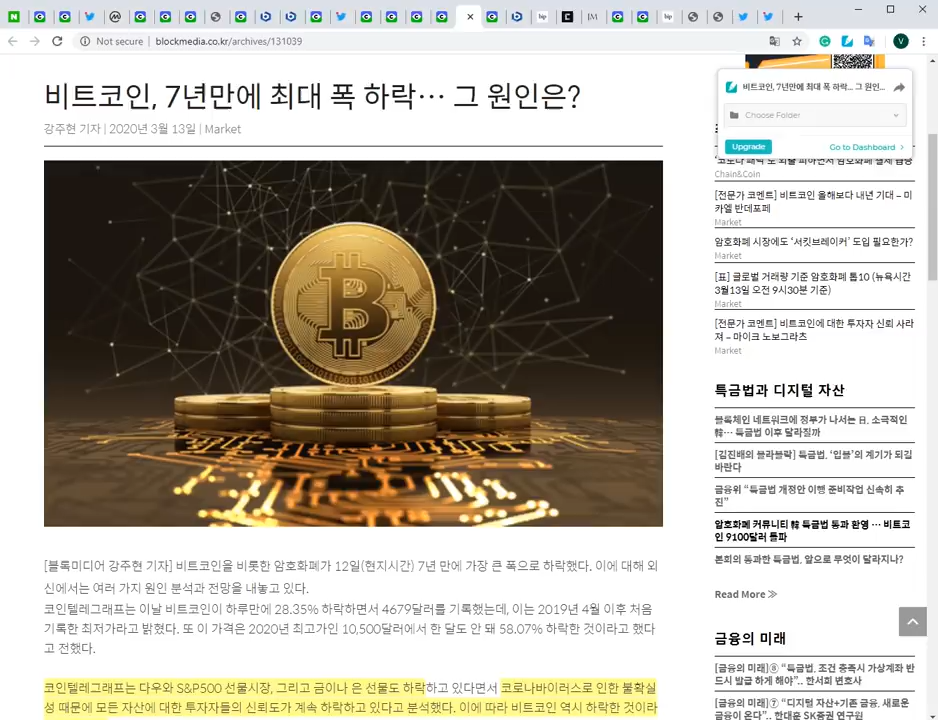 Not secure | blockmedia.co.kr/archives/131039
V
비트코인, 7년만에 최대 폭 하락… 그 원인은?
강주현 기자 | 2020년 3월 13일 | Market
비트코인, 7년만에 최대 폭 하락… 그 원인...
Choose Folder
Upgrade
Go to Dashboard
Chain&Coin
[전문가 코멘트] 비트코인 올해보다 내년 기대 – 미
카엘 반데포페
Market
암호화폐 시장에도 ‘서킷브레이커’ 도입 필요한가?
Market
[표] 글로벌 거래량 기준 암호화폐 톱10 (뉴욕시간
3월13일 오전 9시30분 기준)
Market
[전문가 코멘트] 비트코인에 대한 투자자 신뢰 사라
져 – 마이크 노보그라츠
Market
특금법과 디지털 자산
블록체인 네트워크에 정부가 나서는 日, 소극적인
韓… 특금법 이후 달라질까
[김진배의 블라블락] 특금법, ‘입블’의 계기가 되길
바란다
금융위 “특금법 개정안 이행 준비작업 신속히 추
진”
암호화폐 커뮤니티 韓 특금법 통과 환영 … 비트코
인 9100달러 돌파
본회의 통과한 특금법, 앞으로 무엇이 달라지나?
Read More ≫
금융의 미래
[금융의 미래]⑧ “특금법, 조건 충족시 가상계좌 반
드시 발급 하게 해야”.. 한서희 변호사
[금융의 미래]⑦ “디지털 자산+기존 금융, 새로운
금융이 온다”.. 한대훈 SK증권 연구원
[블록미디어 강주현 기자] 비트코인을 비롯한 암호화폐가 12일(현지시간) 7년 만에 가장 큰 폭으로 하락했다. 이에 대해 외
신에서는 여러 가지 원인 분석과 전망을 내놓고 있다.
코인텔레그래프는 이날 비트코인이 하루만에 28.35% 하락하면서 4679달러를 기록했는데, 이는 2019년 4월 이후 처음
기록한 최저가라고 밝혔다. 또 이 가격은 2020년 최고가인 10,500달러에서 한 달도 안 돼 58.07% 하락한 것이라고 했다
고 전했다.
코인텔레그래프는 다우와 S&P500 선물시장, 그리고 금이나 은 선물도 하락하고 있다면서 코로나바이러스로 인한 불확실
성 때문에 모든 자산에 대한 투자자들의 신뢰도가 계속 하락하고 있다고 분석했다. 이에 따라 비트코인 역시 하락한 것이라